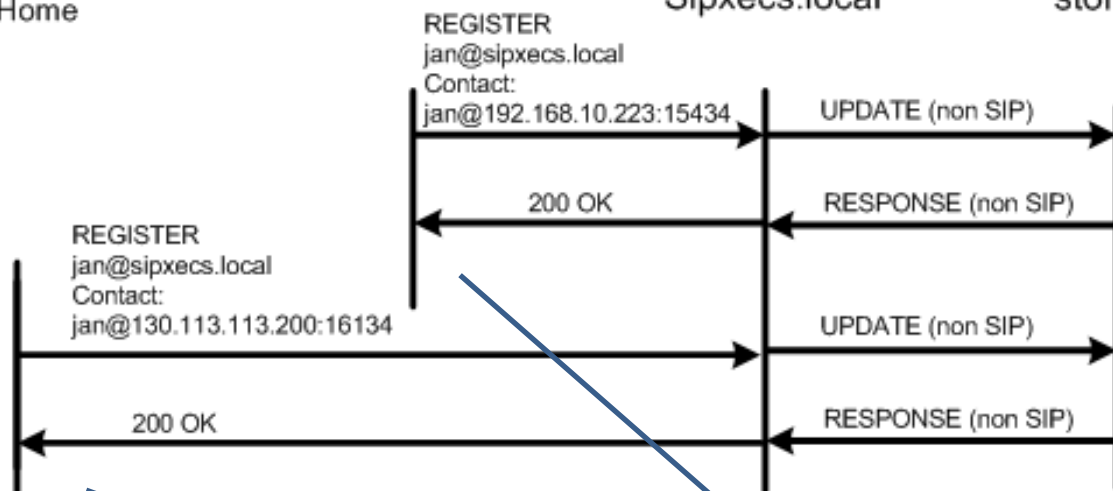 Home
Sipxecs.local
REGISTER
jan@sipxecs.local
Contact:
jan@192.168.10.223:15434
UPDATE (non SIP)
200 OK
RESPONSE (non SIP)
REGISTER
jan@sipxecs.local
Contact:
jan@130.113.113.200:16134
UPDATE (non SIP)
200 OK
RESPONSE (non SIP)